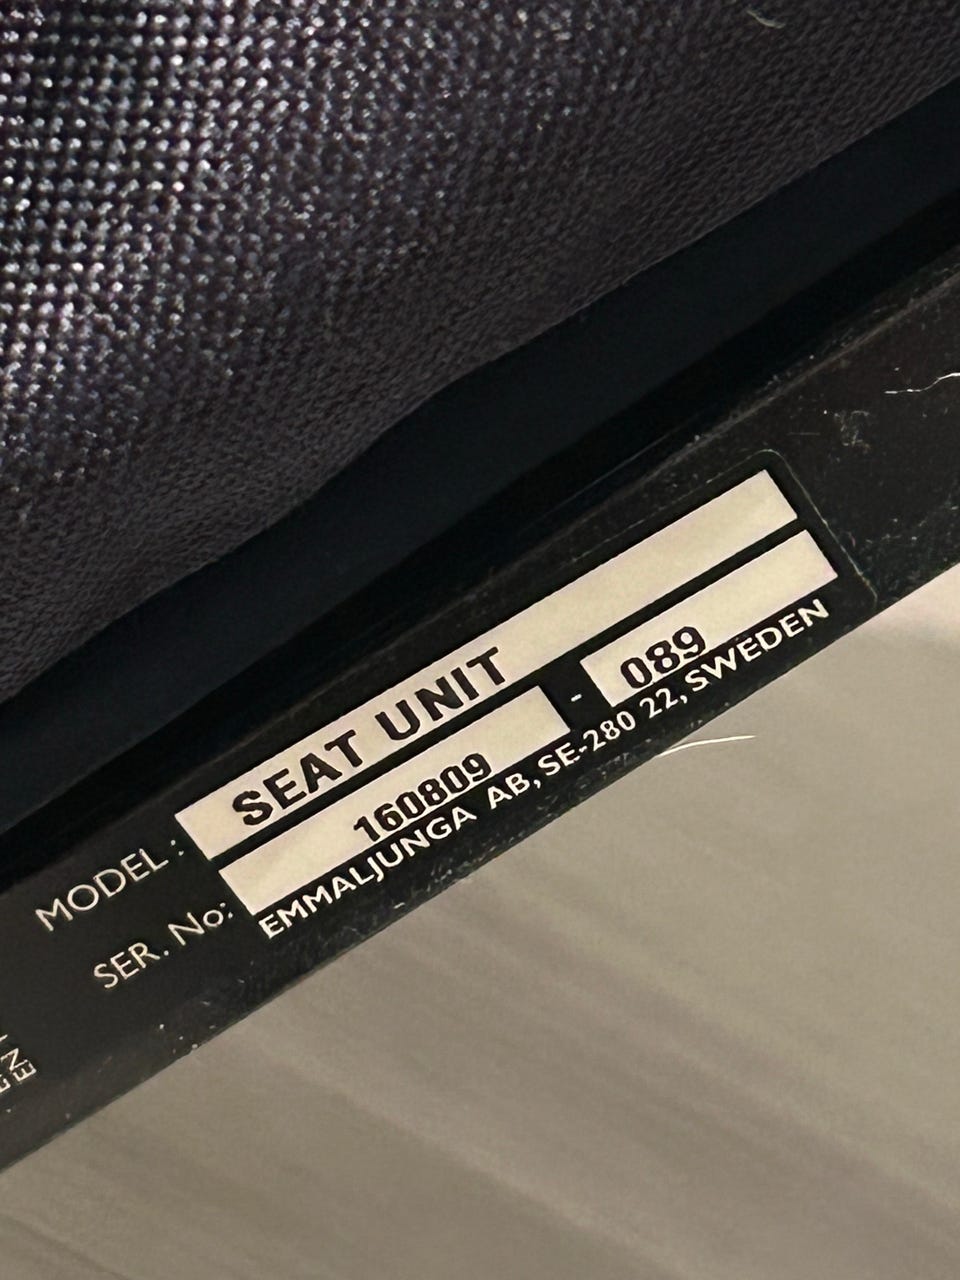 MODEL : SEAT UNIT
SER. No: 160809 - 089
EMMALJUNGA AB, SE-280 22, SWEDEN